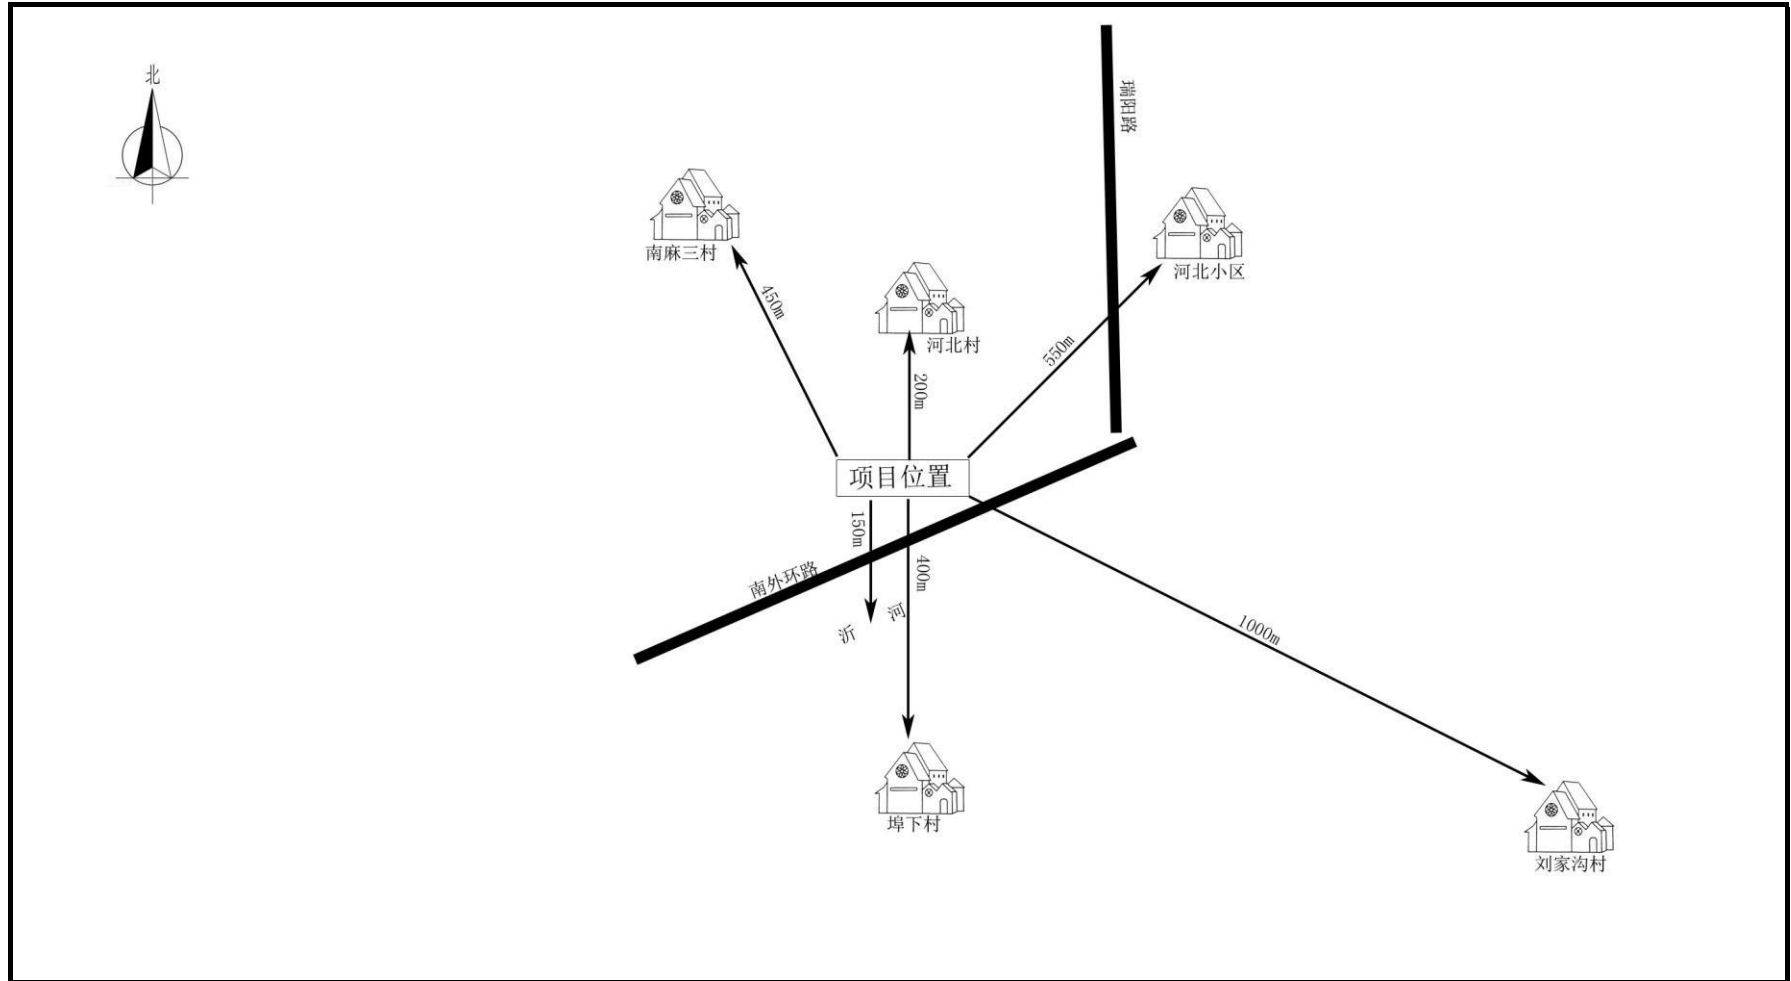 北
瑞阳路
南麻三村
河北小区
450m
河北村
550m
200m
项目位置
150m
400m
南外环路
沂河
1000m
埠下村
刘家沟村